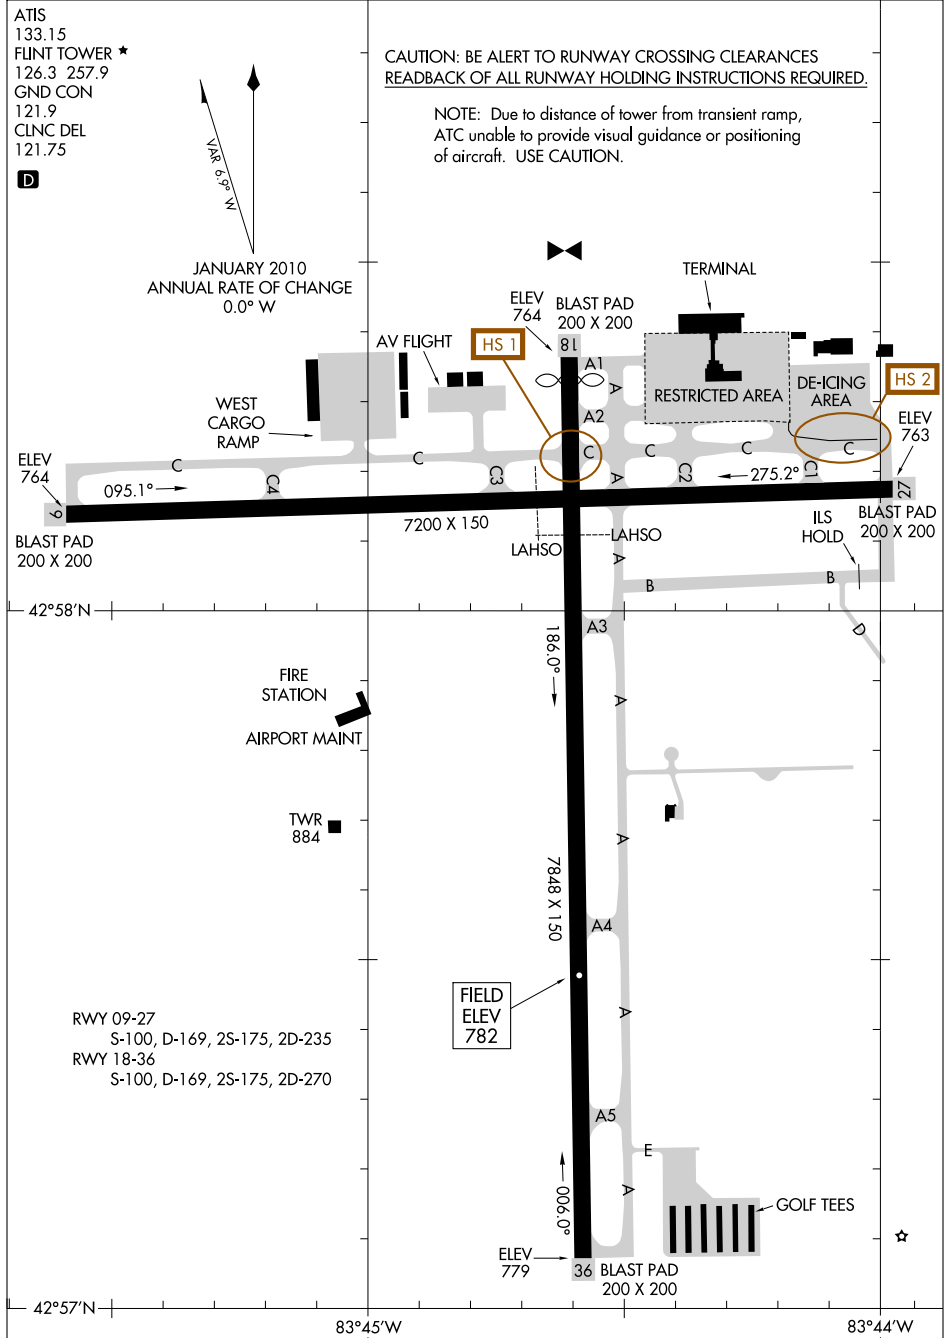 ATIS
133.15
FLINT TOWER ★
126.3 257.9
GND CON
121.9
CLNC DEL
121.75
D
CAUTION: BE ALERT TO RUNWAY CROSSING CLEARANCES
READBACK OF ALL RUNWAY HOLDING INSTRUCTIONS REQUIRED.
NOTE: Due to distance of tower from transient ramp,
ATC unable to provide visual guidance or positioning
of aircraft. USE CAUTION.
VAR 6.9° W
JANUARY 2010
ANNUAL RATE OF CHANGE
0.0° W
TERMINAL
ELEV
764
BLAST PAD
200 X 200
18
HS 1
AV FLIGHT
A1
A
RESTRICTED AREA
DE-ICING
AREA
HS 2
WEST
CARGO
RAMP
A2
ELEV
763
ELEV
764
C
C
C
C
C
C
C4
C3
A
C2
C1
095.1°
275.2°
9
27
7200 X 150
BLAST PAD
200 X 200
BLAST PAD
200 X 200
ILS
HOLD
LAHSO
LAHSO
A
B
B
42°58'N
A3
D
186.0°
FIRE
STATION
A
AIRPORT MAINT
TWR
884
A
7848 X 150
A4
FIELD
ELEV
782
A
RWY 09-27
S-100, D-169, 2S-175, 2D-235
RWY 18-36
S-100, D-169, 2S-175, 2D-270
A5
E
006.0°
A
GOLF TEES
ELEV
779
36
BLAST PAD
200 X 200
42°57'N
83°45'W
83°44'W